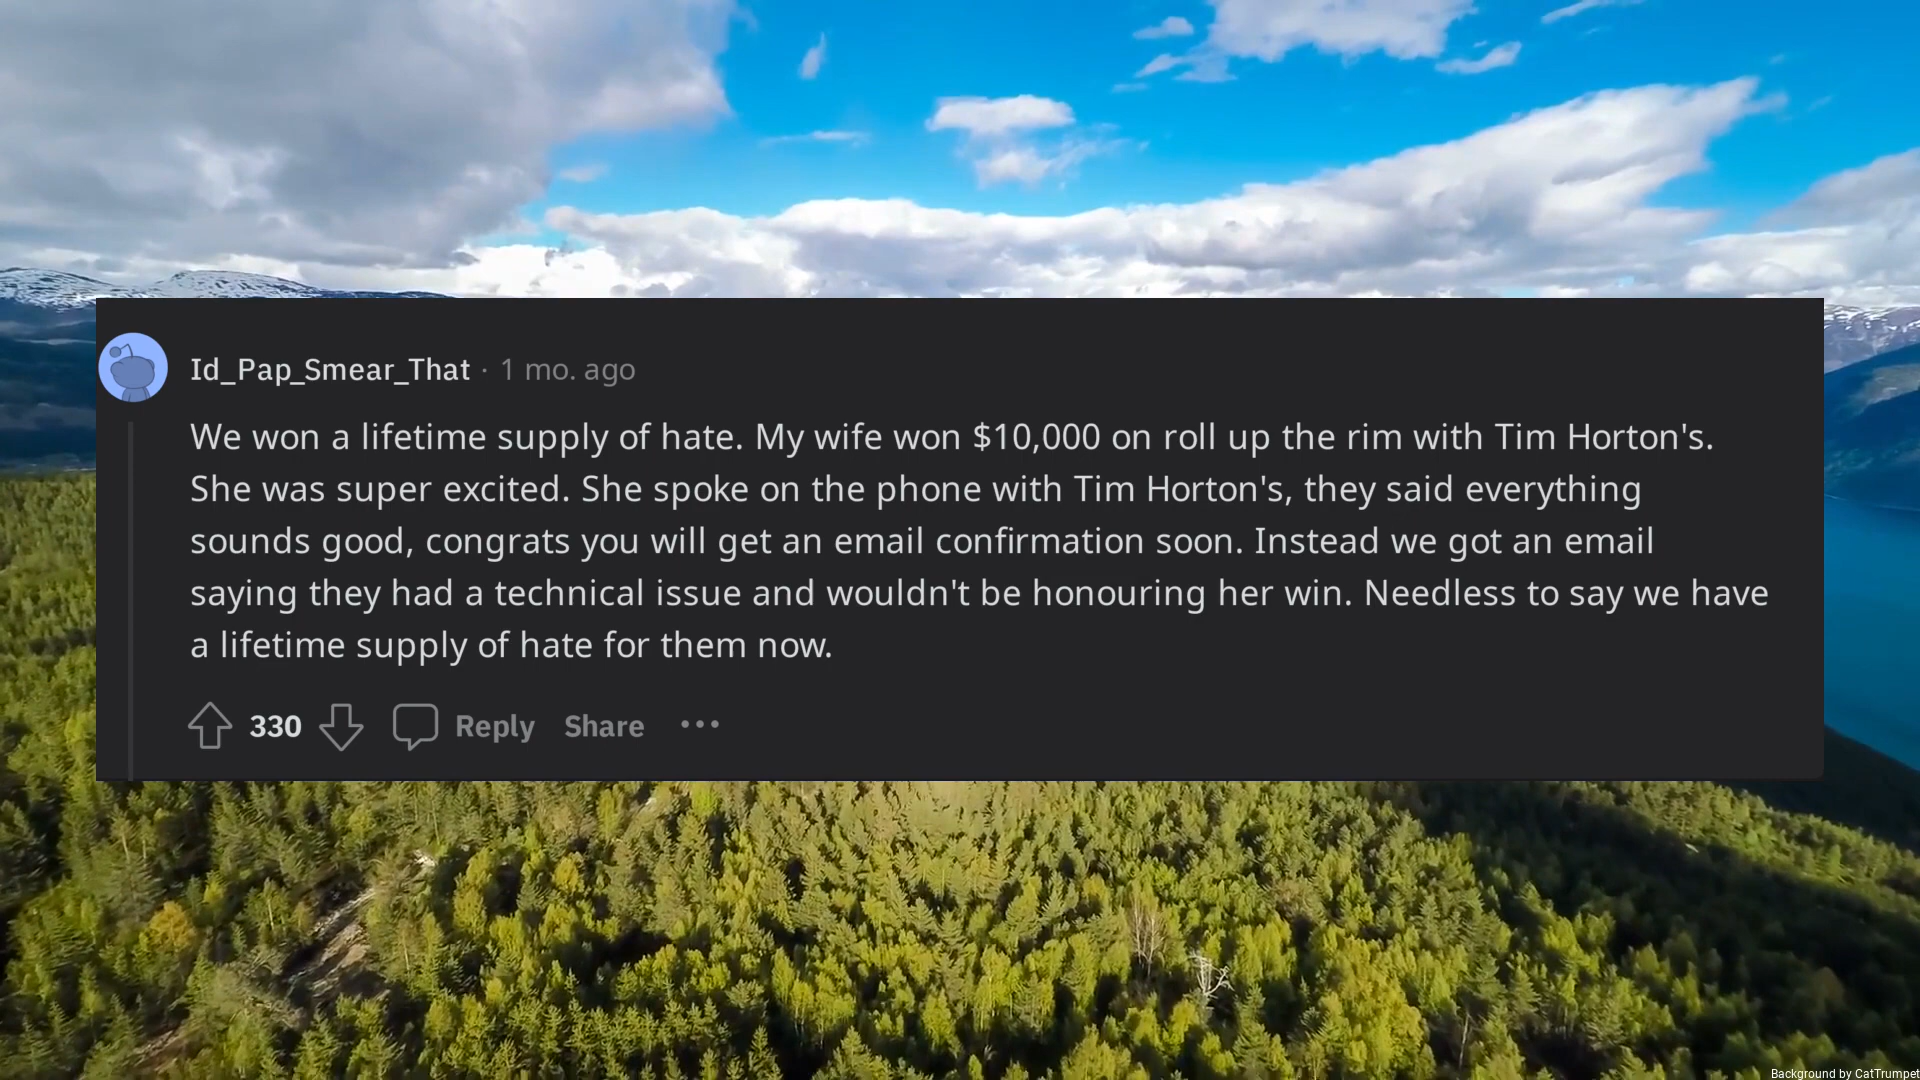 Id_Pap_Smear_That · 1 mo. ago
We won a lifetime supply of hate. My wife won $10,000 on roll up the rim with Tim Horton's.
She was super excited. She spoke on the phone with Tim Horton's, they said everything
sounds good, congrats you will get an email confirmation soon. Instead we got an email
saying they had a technical issue and wouldn't be honouring her win. Needless to say we have
a lifetime supply of hate for them now.
330 Reply Share ...
Background by CatTrumpet